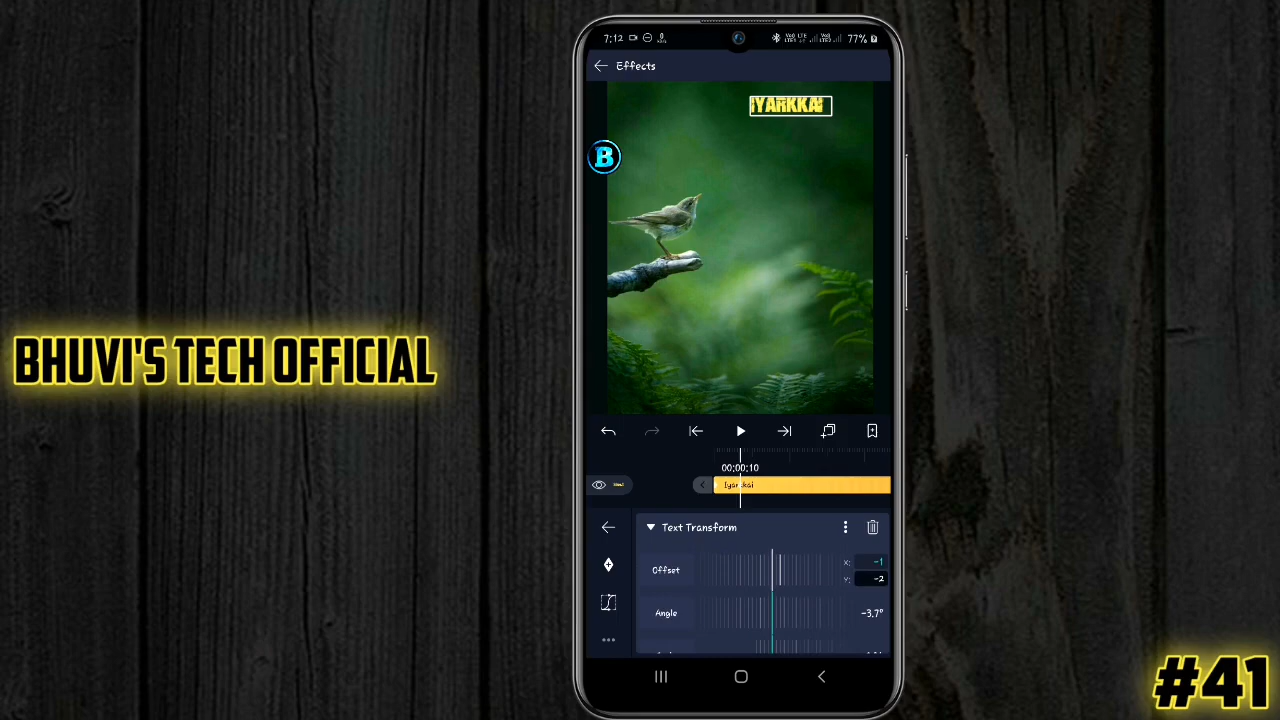 7:12
77%
Effects
IYARKKAI
B
BHUVI'S TECH OFFICIAL
00;00;10
Iyarkkai
Text Transform
Offset
X: -1
Y: -2
Angle
-3.7°
#41